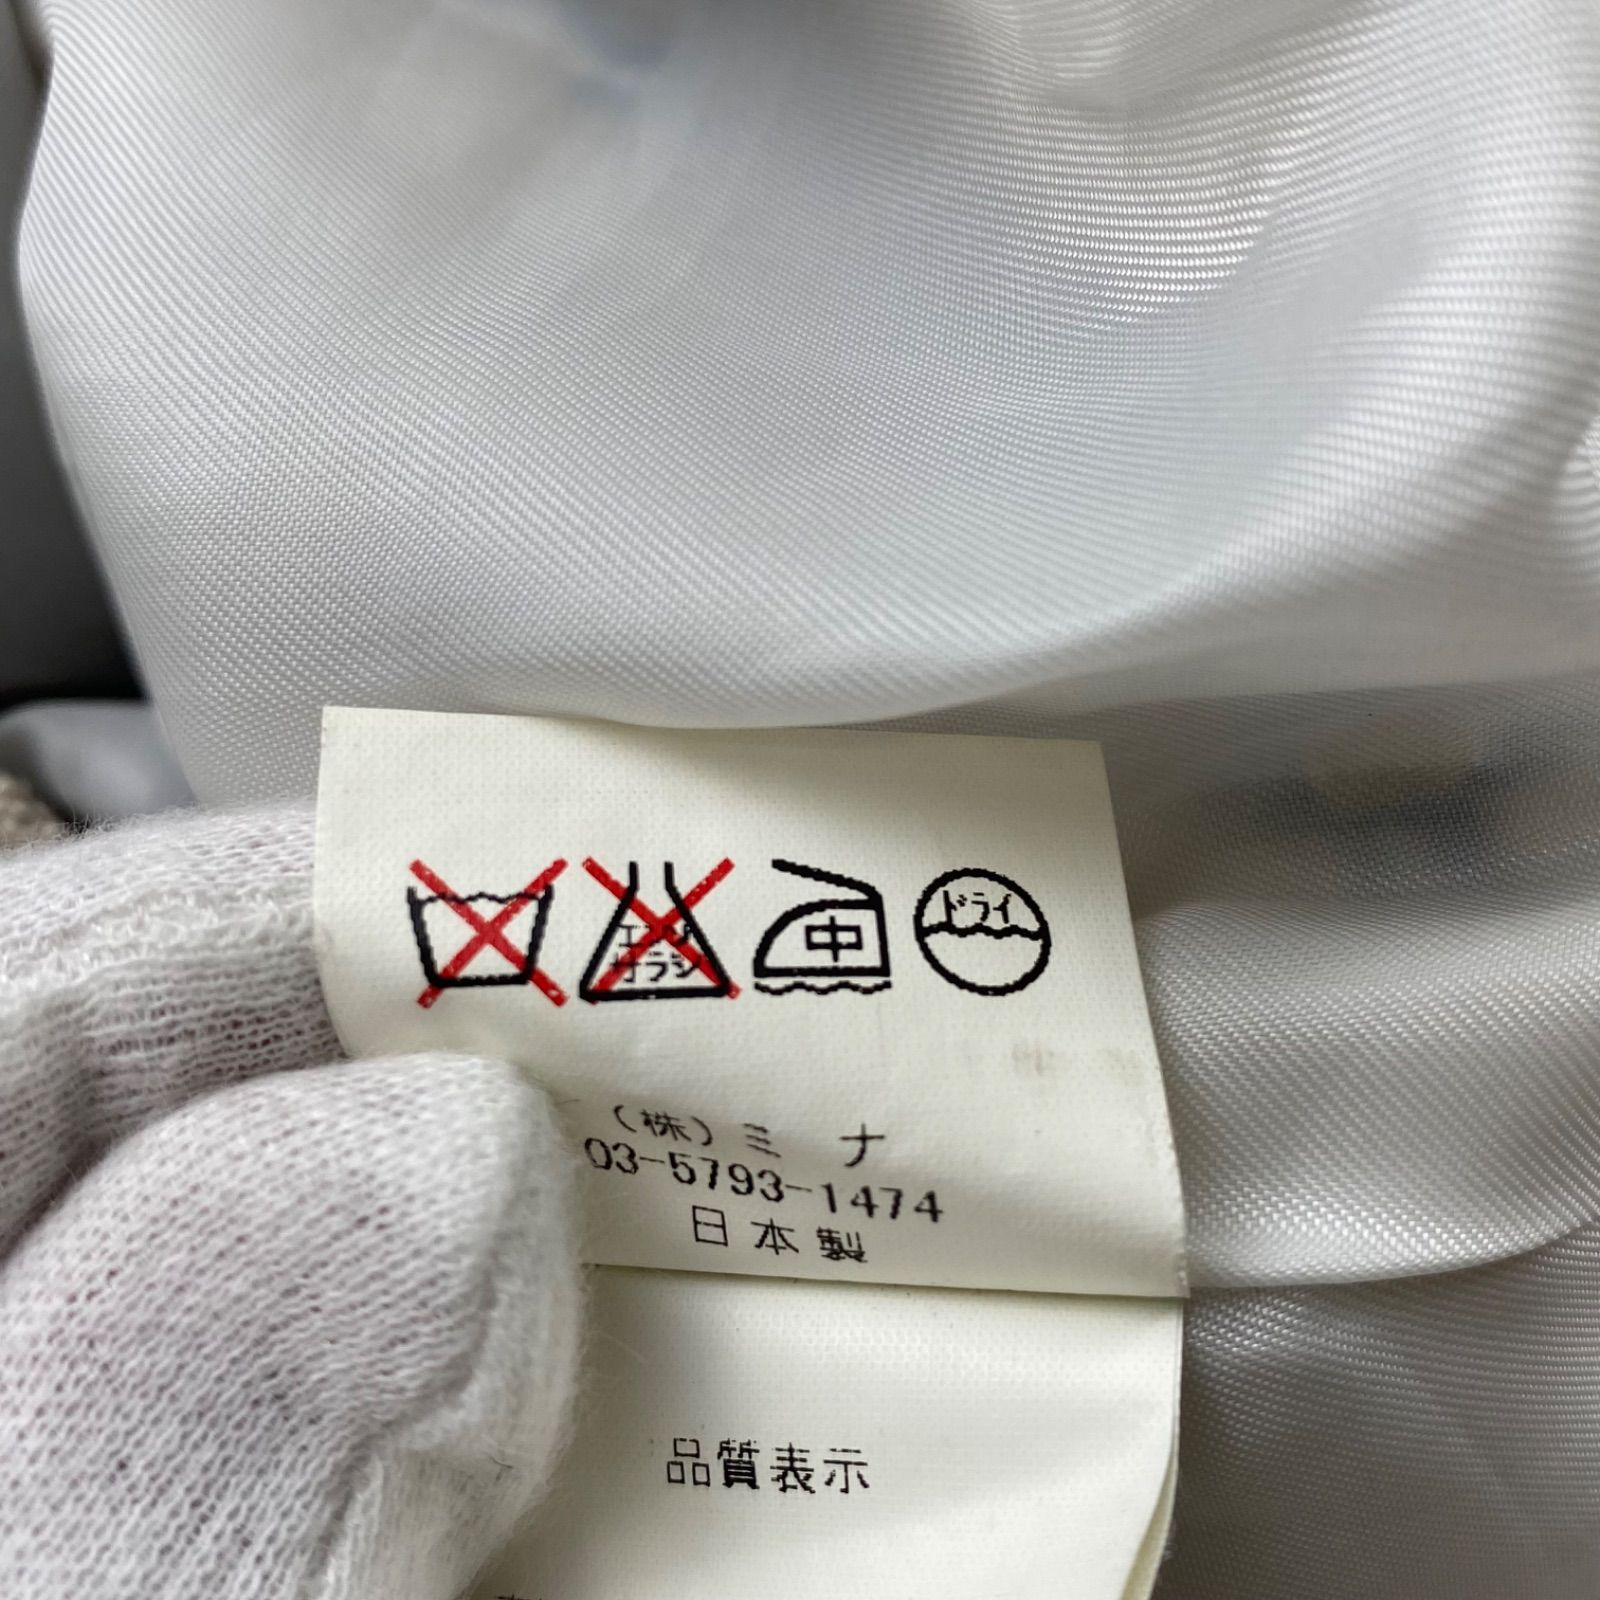 エンソ サラシ 中 ドライ
(株)ミナ
03-5793-1474
日本製
品質表示